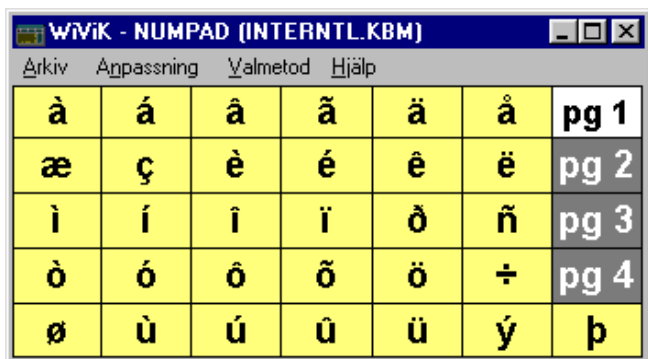 WiViK - NUMPAD (INTERNTL.KBM)
Arkiv Anpassning Valmetod Hjälp
à á â ã ä å pg 1
æ ç è é ê ë pg 2
ì í î ï ð ñ pg 3
ò ó ô õ ö ÷ pg 4
ø ù ú û ü ý þ